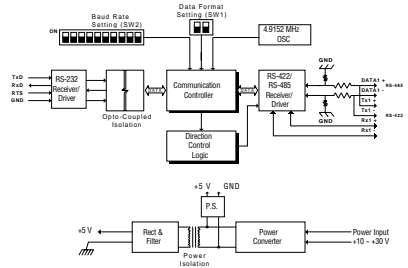 Baud Rate
Setting (SW2)
Data Format
Setting (SW1)
ON
4.9152 MHz
OSC
GND
TxD
RxD
RTS
GND
RS-232
Receiver/
Driver
Opto-Coupled
Isolation
DATA
Communication
Controller
DATA
RS-422/
RS-485
Receiver/
Driver
DATA1 +
DATA1 -
RS-485
Tx1 +
Tx1 -
RS-422
Rx1 +
Rx1 -
GND
Direction
Control
Logic
+5 V GND
P.S.
+5 V
Rect &
Filter
Power
Isolation
Power
Converter
Power Input
+10 ~ +30 V